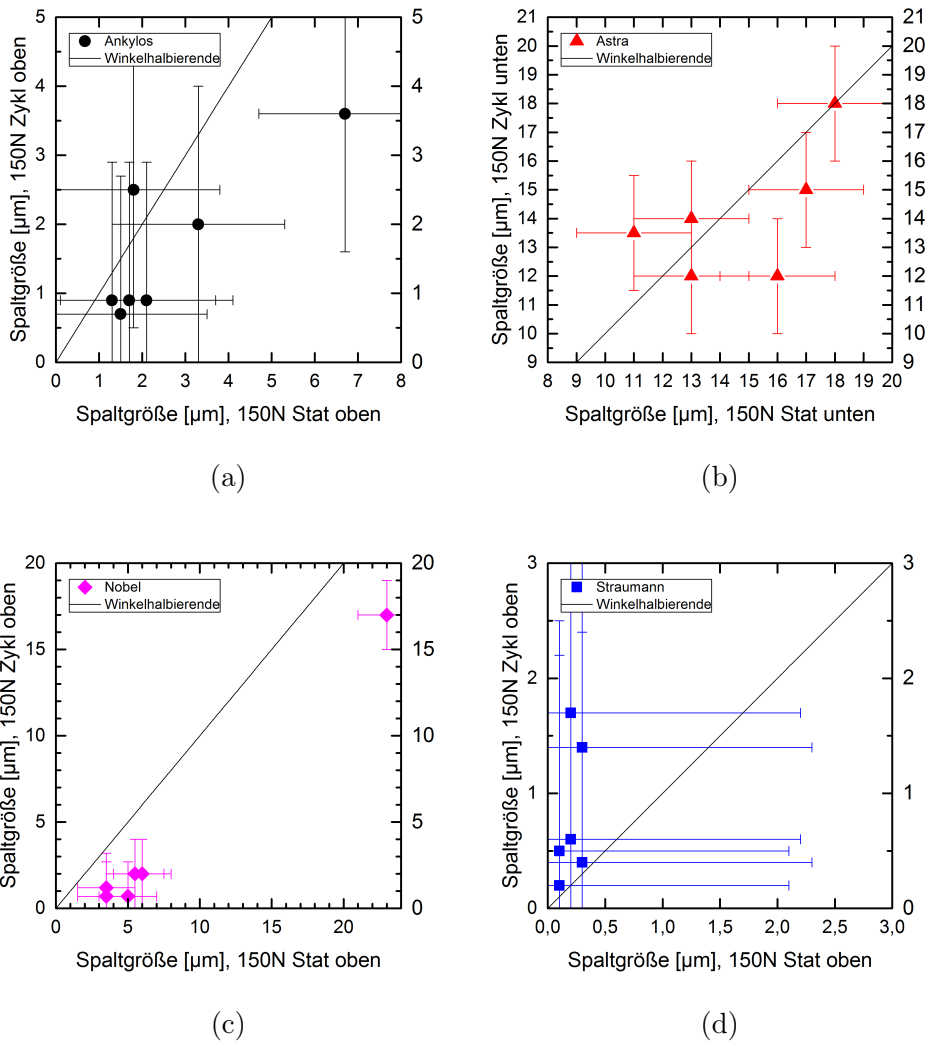 Ankylos
Winkelhalbierende
Spaltgröße [µm], 150N Zykl oben
5
4
3
2
1
0
5
4
3
2
1
0
0 1 2 3 4 5 6 7 8
Spaltgröße [µm], 150N Stat oben
(a)
Astra
Winkelhalbierende
Spaltgröße [µm], 150N Zykl unten
21
20
19
18
17
16
15
14
13
12
11
10
9
21
20
19
18
17
16
15
14
13
12
11
10
9
8 9 10 11 12 13 14 15 16 17 18 19 20
Spaltgröße [µm], 150N Stat unten
(b)
Nobel
Winkelhalbierende
Spaltgröße [µm], 150N Zykl oben
20
15
10
5
0
20
15
10
5
0
0 5 10 15 20
Spaltgröße [µm], 150N Stat oben
(c)
Straumann
Winkelhalbierende
Spaltgröße [µm], 150N Zykl oben
3
2
1
0
3
2
1
0
0,0 0,5 1,0 1,5 2,0 2,5 3,0
Spaltgröße [µm], 150N Stat oben
(d)